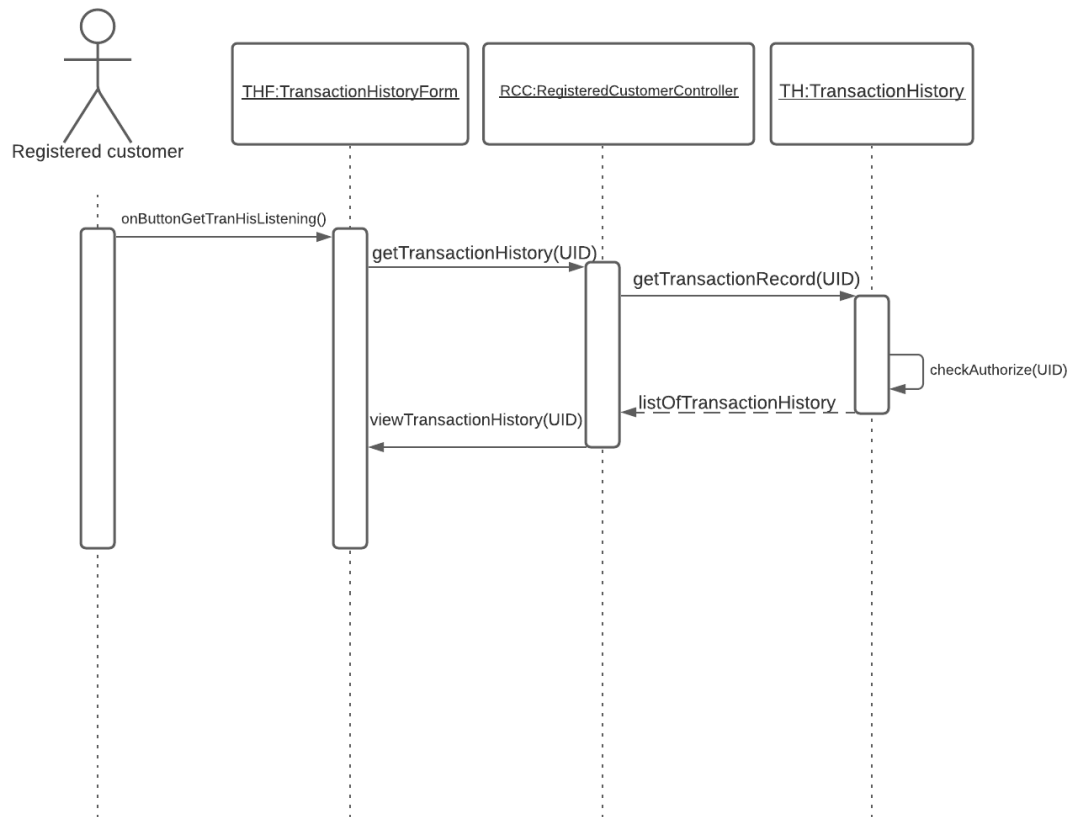 THF:TransactionHistoryForm
RCC:RegisteredCustomerController
TH:TransactionHistory
Registered customer
onButtonGetTranHisListening()
getTransactionHistory(UID)
getTransactionRecord(UID)
checkAuthorize(UID)
listOfTransactionHistory
viewTransactionHistory(UID)